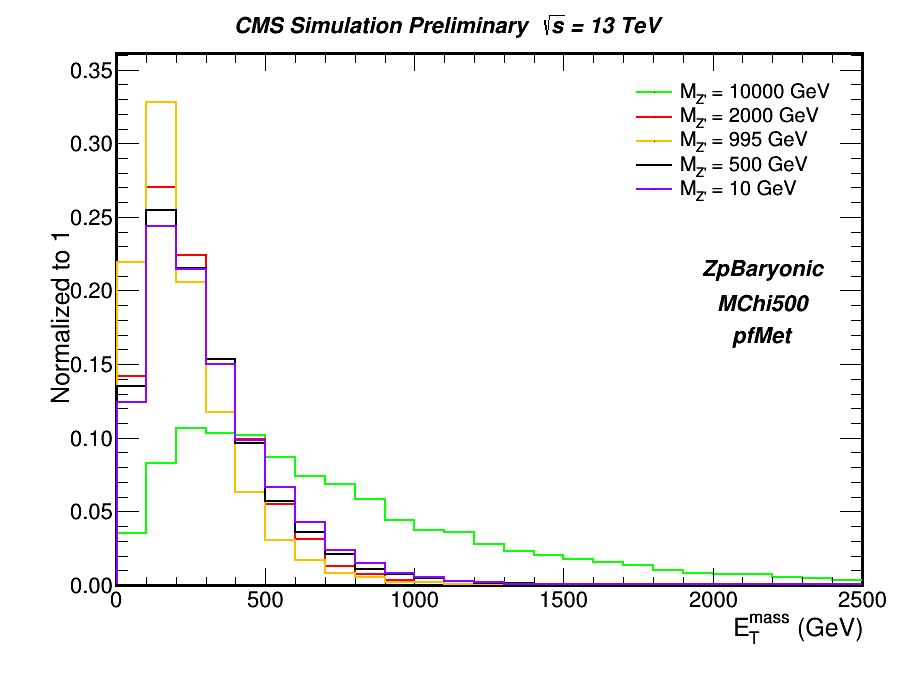 CMS Simulation Preliminary √s = 13 TeV
Normalized to 1
0.35
0.30
0.25
0.20
0.15
0.10
0.05
0.00
M_Z' = 10000 GeV
M_Z' = 2000 GeV
M_Z' = 995 GeV
M_Z' = 500 GeV
M_Z' = 10 GeV
ZpBaryonic
MChi500
pfMet
0 500 1000 1500 2000 2500
E_T^mass (GeV)